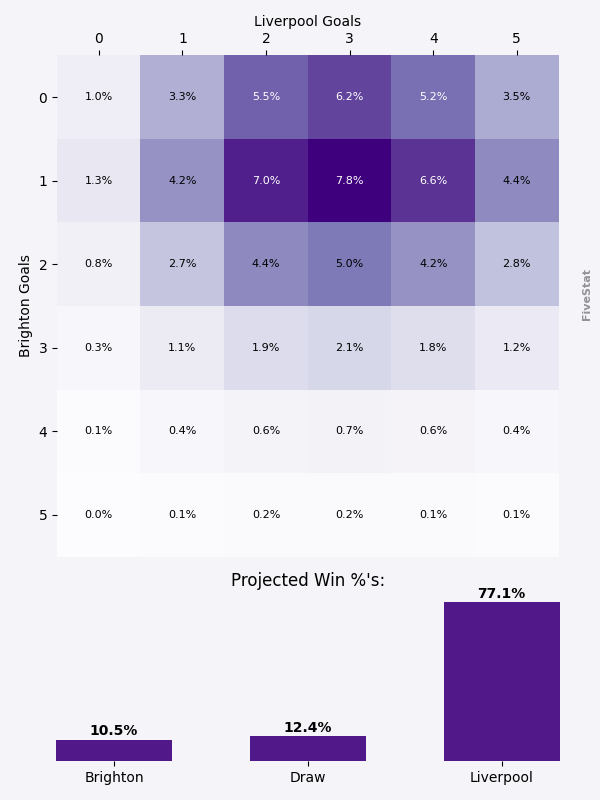 Liverpool Goals
0 1 2 3 4 5
0 1.0% 3.3% 5.5% 6.2% 5.2% 3.5%
1 1.3% 4.2% 7.0% 7.8% 6.6% 4.4%
2 0.8% 2.7% 4.4% 5.0% 4.2% 2.8%
3 0.3% 1.1% 1.9% 2.1% 1.8% 1.2%
4 0.1% 0.4% 0.6% 0.7% 0.6% 0.4%
5 0.0% 0.1% 0.2% 0.2% 0.1% 0.1%
Brighton Goals
FiveStat
Projected Win %'s:
10.5% 12.4% 77.1%
Brighton Draw Liverpool